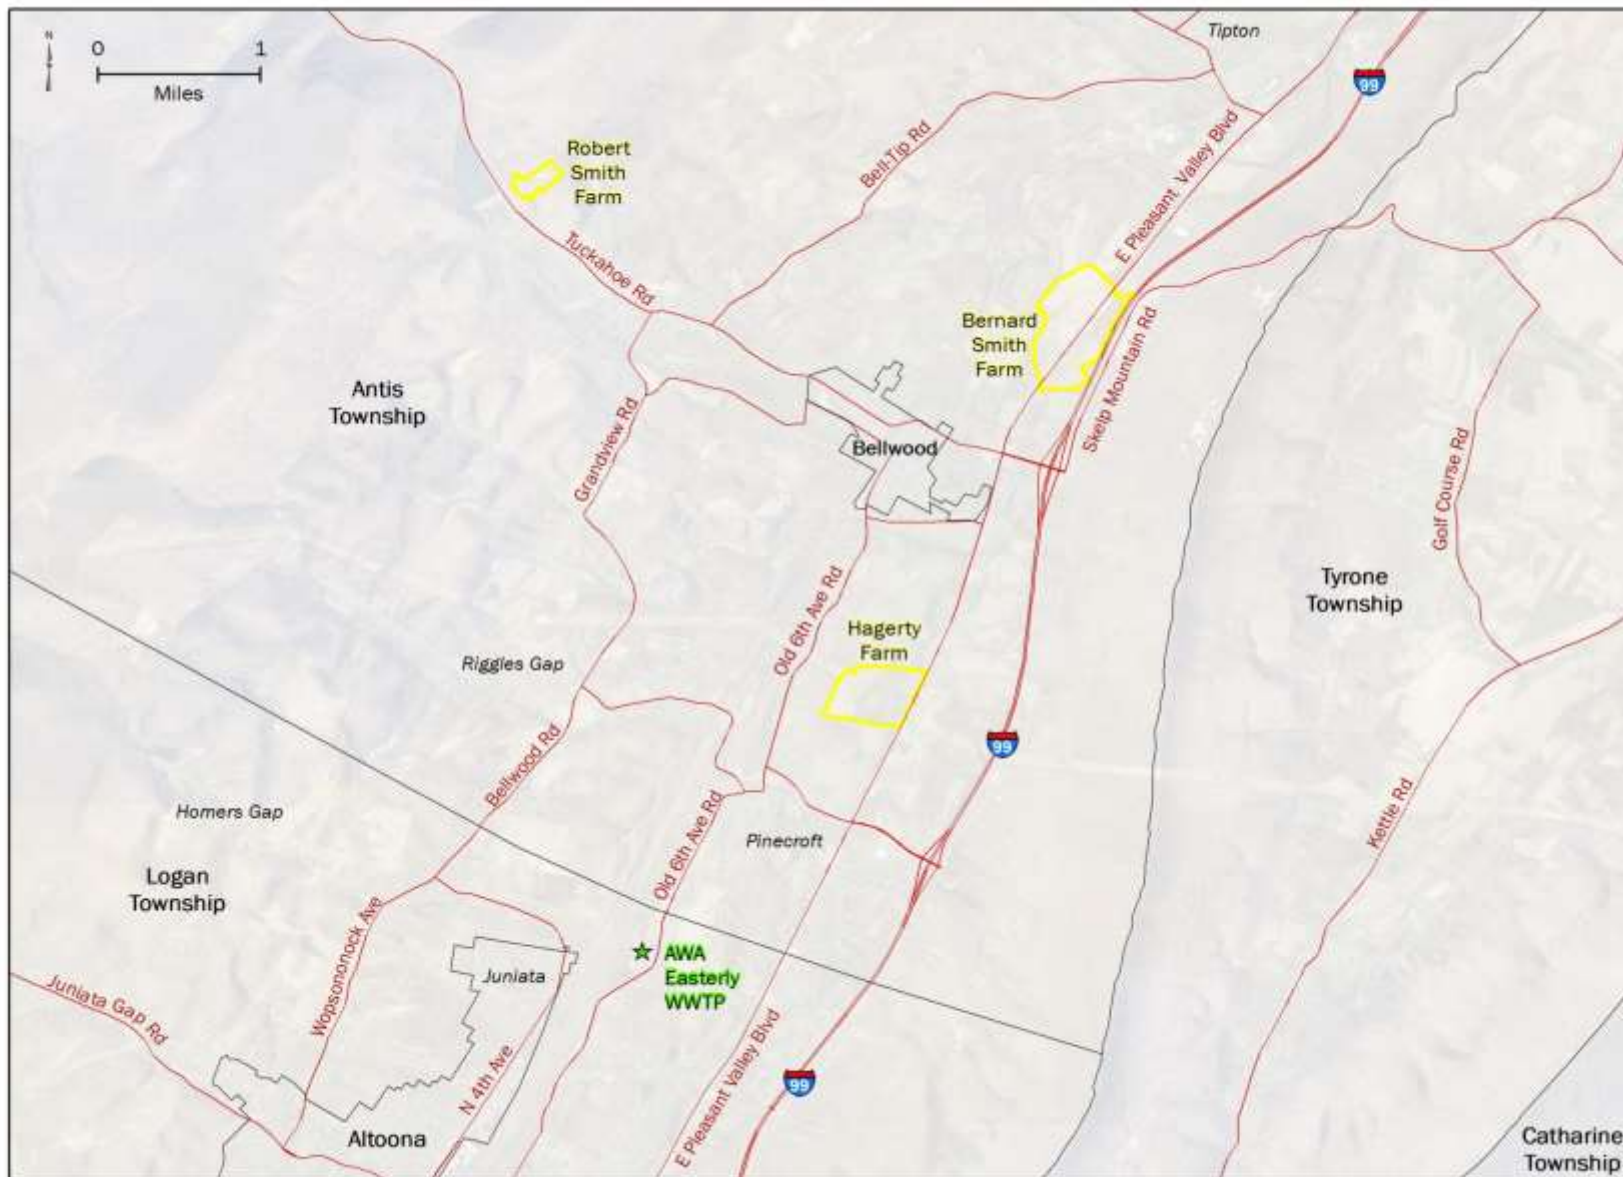 N
0 1
Miles
Tipton
99
Robert
Smith
Farm
Bell-Tip Rd
E Pleasant Valley Blvd
Tuckahoe Rd
Bernard
Smith
Farm
Skelp Mountain Rd
Antis
Township
Grandview Rd
Bellwood
Golf Course Rd
Tyrone
Township
Old 6th Ave Rd
Hagerty
Farm
Riggles Gap
Bellwood Rd
99
Homers Gap
Old 6th Ave Rd
Pinecroft
Kettle Rd
Logan
Township
Wopsononock Ave
AWA
Easterly
WWTP
Juniata
Juniata Gap Rd
N 4th Ave
E Pleasant Valley Blvd
99
Altoona
Catharine
Township